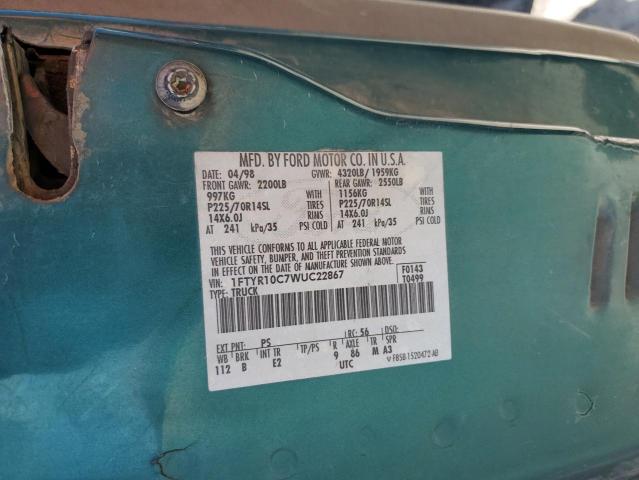 MFD. BY FORD MOTOR CO. IN U.S.A.
DATE: 04/98 GVWR: 4320LB/ 1959KG
FRONT GAWR: 2200LB REAR GAWR: 2550LB
997KG WITH 1156KG WITH
P225/70R14SL TIRES P225/70R14SL TIRES
14X6.0J RIMS 14X6.0J RIMS
AT 241 kPa/35 PSI COLD AT 241 kPa/35 PSI COLD
THIS VEHICLE CONFORMS TO ALL APPLICABLE FEDERAL MOTOR
VEHICLE SAFETY, BUMPER, AND THEFT PREVENTION STANDARDS
IN EFFECT ON THE DATE OF MANUFACTURE SHOWN ABOVE.
VIN: 1FTYR10C7WUC22867 F0143
TYPE: TRUCK T0499
EXT PNT: PS RC: 56 DSO:
WB BRK INT TR TP/PS R AXLE TR SPR
112 B E2 9 86 M A3
UTC
F85B-1520472-AB